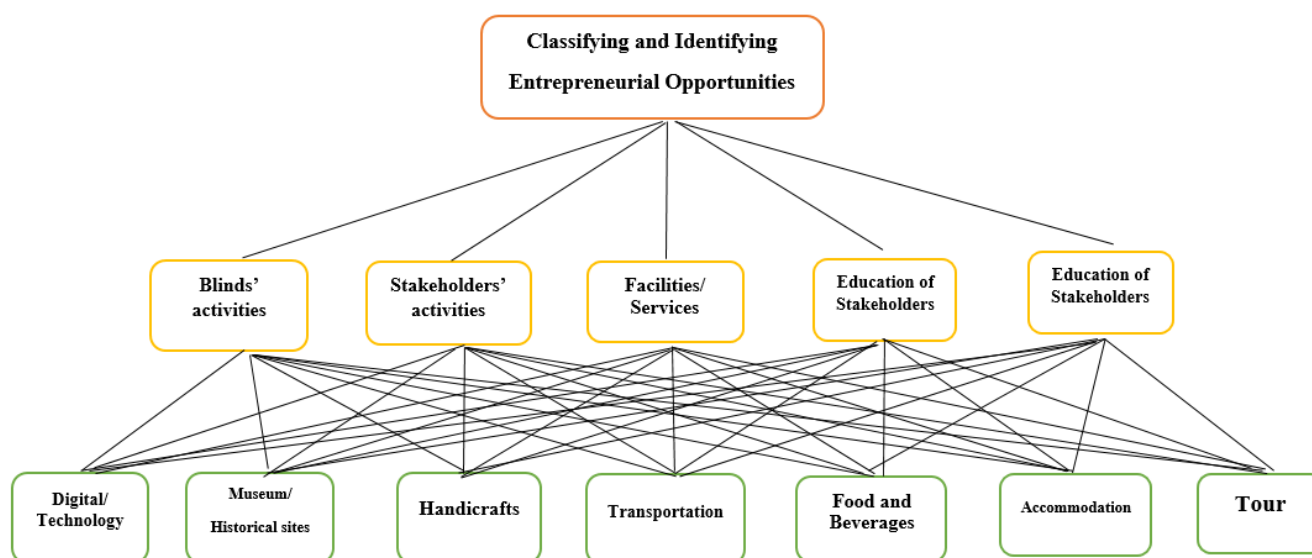 Classifying and Identifying
Entrepreneurial Opportunities
Blinds’
activities
Stakeholders’
activities
Facilities/
Services
Education of
Stakeholders
Education of
Stakeholders
Digital/
Technology
Museum/
Historical sites
Handicrafts
Transportation
Food and
Beverages
Accommodation
Tour